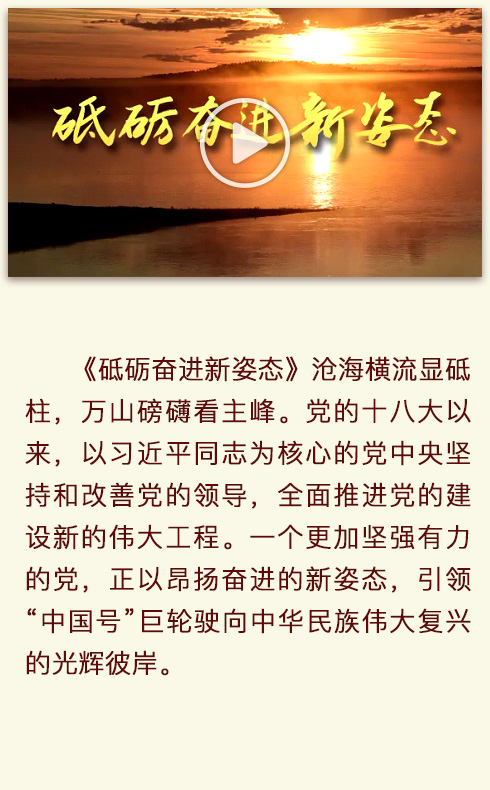 砥砺奋进新姿态
《砥砺奋进新姿态》沧海横流显砥
柱，万山磅礴看主峰。党的十八大以
来，以习近平同志为核心的党中央坚
持和改善党的领导，全面推进党的建
设新的伟大工程。一个更加坚强有力
的党，正以昂扬奋进的新姿态，引领
“中国号”巨轮驶向中华民族伟大复兴
的光辉彼岸。